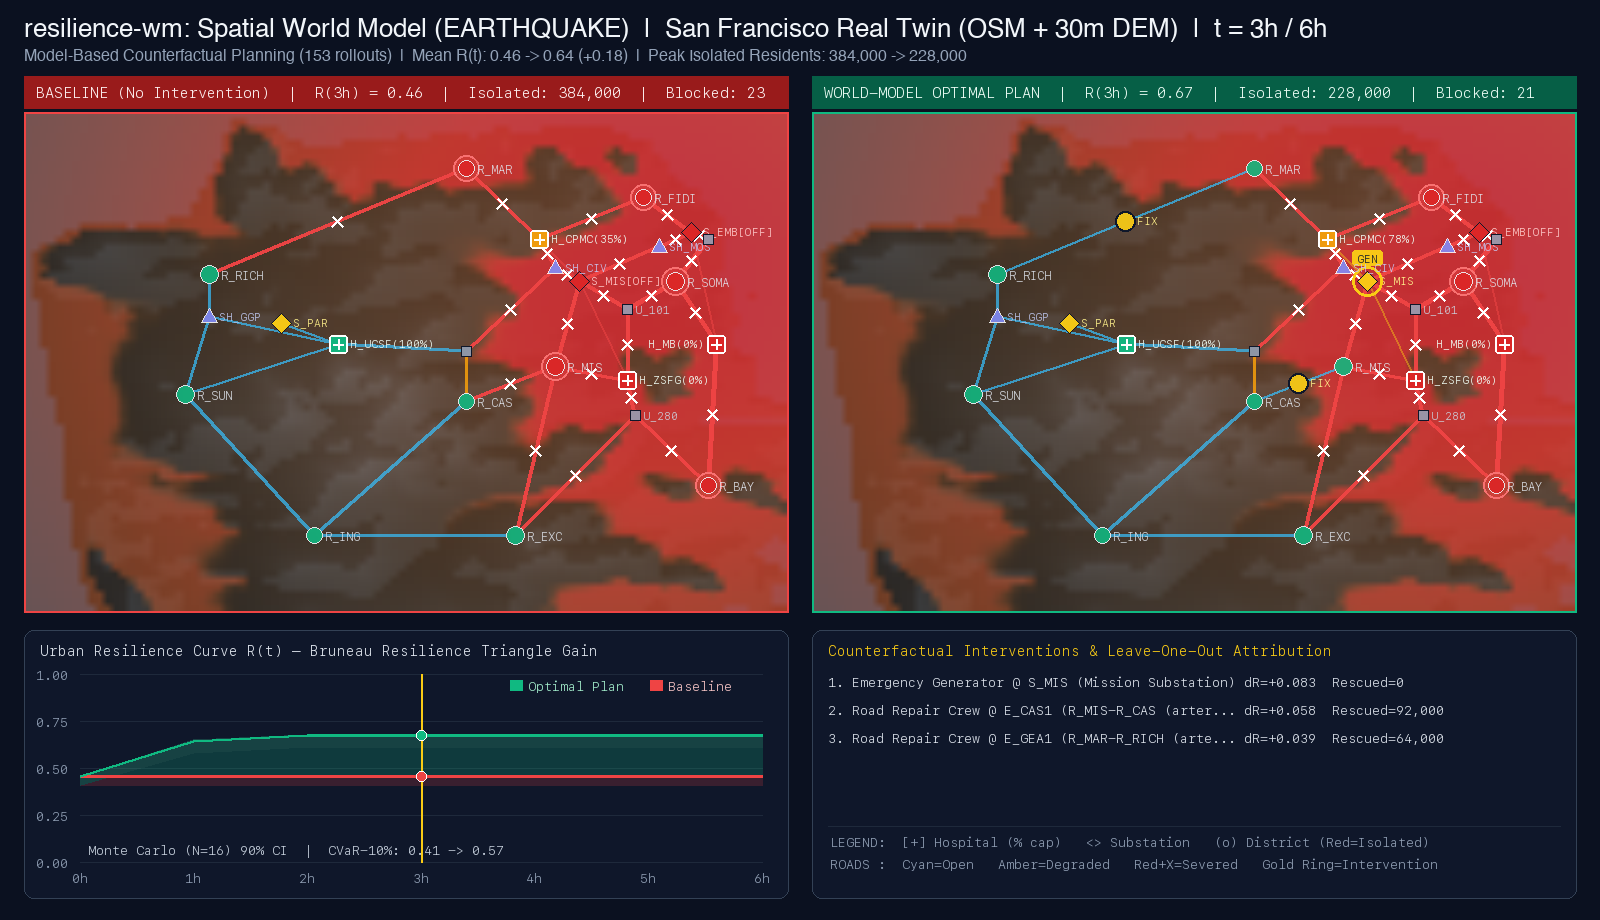 resilience-wm: Spatial World Model (EARTHQUAKE) | San Francisco Real Twin (OSM + 30m DEM) | t = 3h / 6h
Model-Based Counterfactual Planning (153 rollouts) | Mean R(t): 0.46 -> 0.64 (+0.18) | Peak Isolated Residents: 384,000 -> 228,000
BASELINE (No Intervention) | R(3h) = 0.46 | Isolated: 384,000 | Blocked: 23
R_MAR
R_FIDI
S_EMB[OFF]
H_CPMC(35%)
SH_MOS
SH_CIV
R_RICH
S_MIS[OFF]
R_SOMA
U_101
SH_GGP
S_PAR
H_UCSF(100%)
H_MB(0%)
R_MIS
H_ZSFG(0%)
R_SUN
R_CAS
U_280
R_BAY
R_ING
R_EXC
WORLD-MODEL OPTIMAL PLAN | R(3h) = 0.67 | Isolated: 228,000 | Blocked: 21
R_MAR
R_FIDI
FIX
S_EMB[OFF]
H_CPMC(78%)
SH_MOS
GEN
CIV
R_RICH
S_MIS
R_SOMA
U_101
SH_GGP
S_PAR
H_UCSF(100%)
H_MB(0%)
R_MIS
FIX
H_ZSFG(0%)
R_SUN
R_CAS
U_280
R_BAY
R_ING
R_EXC
Urban Resilience Curve R(t) — Bruneau Resilience Triangle Gain
1.00
Optimal Plan
Baseline
0.75
0.50
0.25
Monte Carlo (N=16) 90% CI | CVaR-10%: 0.41 -> 0.57
0.00
0h 1h 2h 3h 4h 5h 6h
Counterfactual Interventions & Leave-One-Out Attribution
1. Emergency Generator @ S_MIS (Mission Substation) dR=+0.083 Rescued=0
2. Road Repair Crew @ E_CAS1 (R_MIS-R_CAS (arter... dR=+0.058 Rescued=92,000
3. Road Repair Crew @ E_GEA1 (R_MAR-R_RICH (arte... dR=+0.039 Rescued=64,000
LEGEND: [+] Hospital (% cap) <> Substation (o) District (Red=Isolated)
ROADS : Cyan=Open Amber=Degraded Red+X=Severed Gold Ring=Intervention